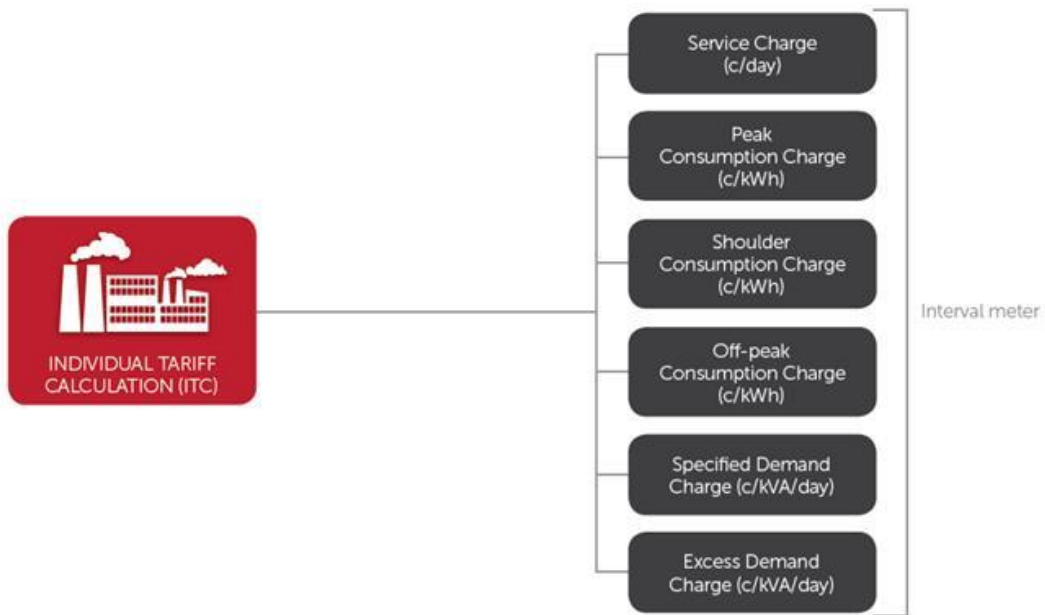 Service Charge
(c/day)
Peak
Consumption Charge
(c/kWh)
Shoulder
Consumption Charge
(c/kWh)
INDIVIDUAL TARIFF
CALCULATION (ITC)
Interval meter
Off-peak
Consumption Charge
(c/kWh)
Specified Demand
Charge (c/kVA/day)
Excess Demand
Charge (c/kVA/day)